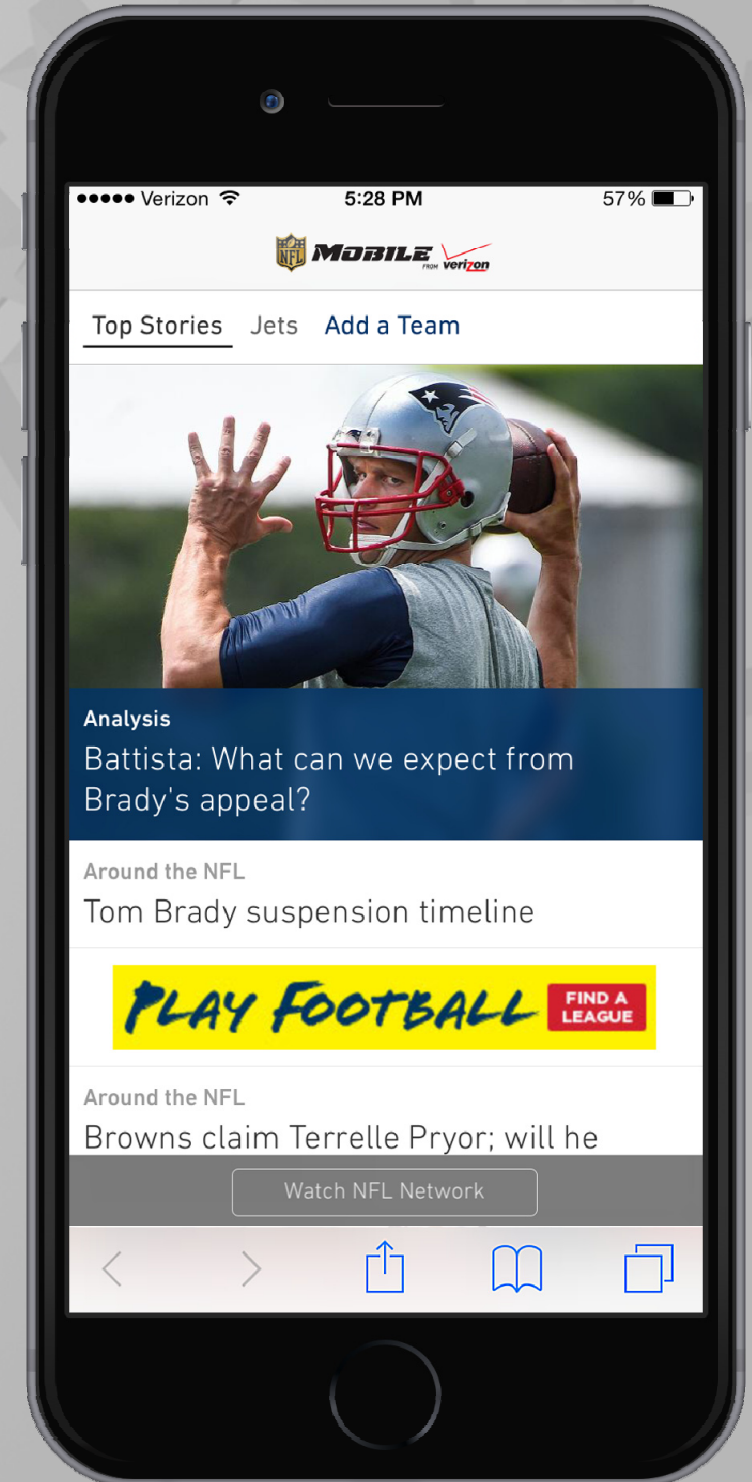 Verizon 5:28 PM 57%
NFL MOBILE FROM verizon
Top Stories Jets Add a Team
Analysis
Battista: What can we expect from
Brady's appeal?
Around the NFL
Tom Brady suspension timeline
PLAY FOOTBALL FIND A
LEAGUE
Around the NFL
Browns claim Terrelle Pryor; will he
Watch NFL Network